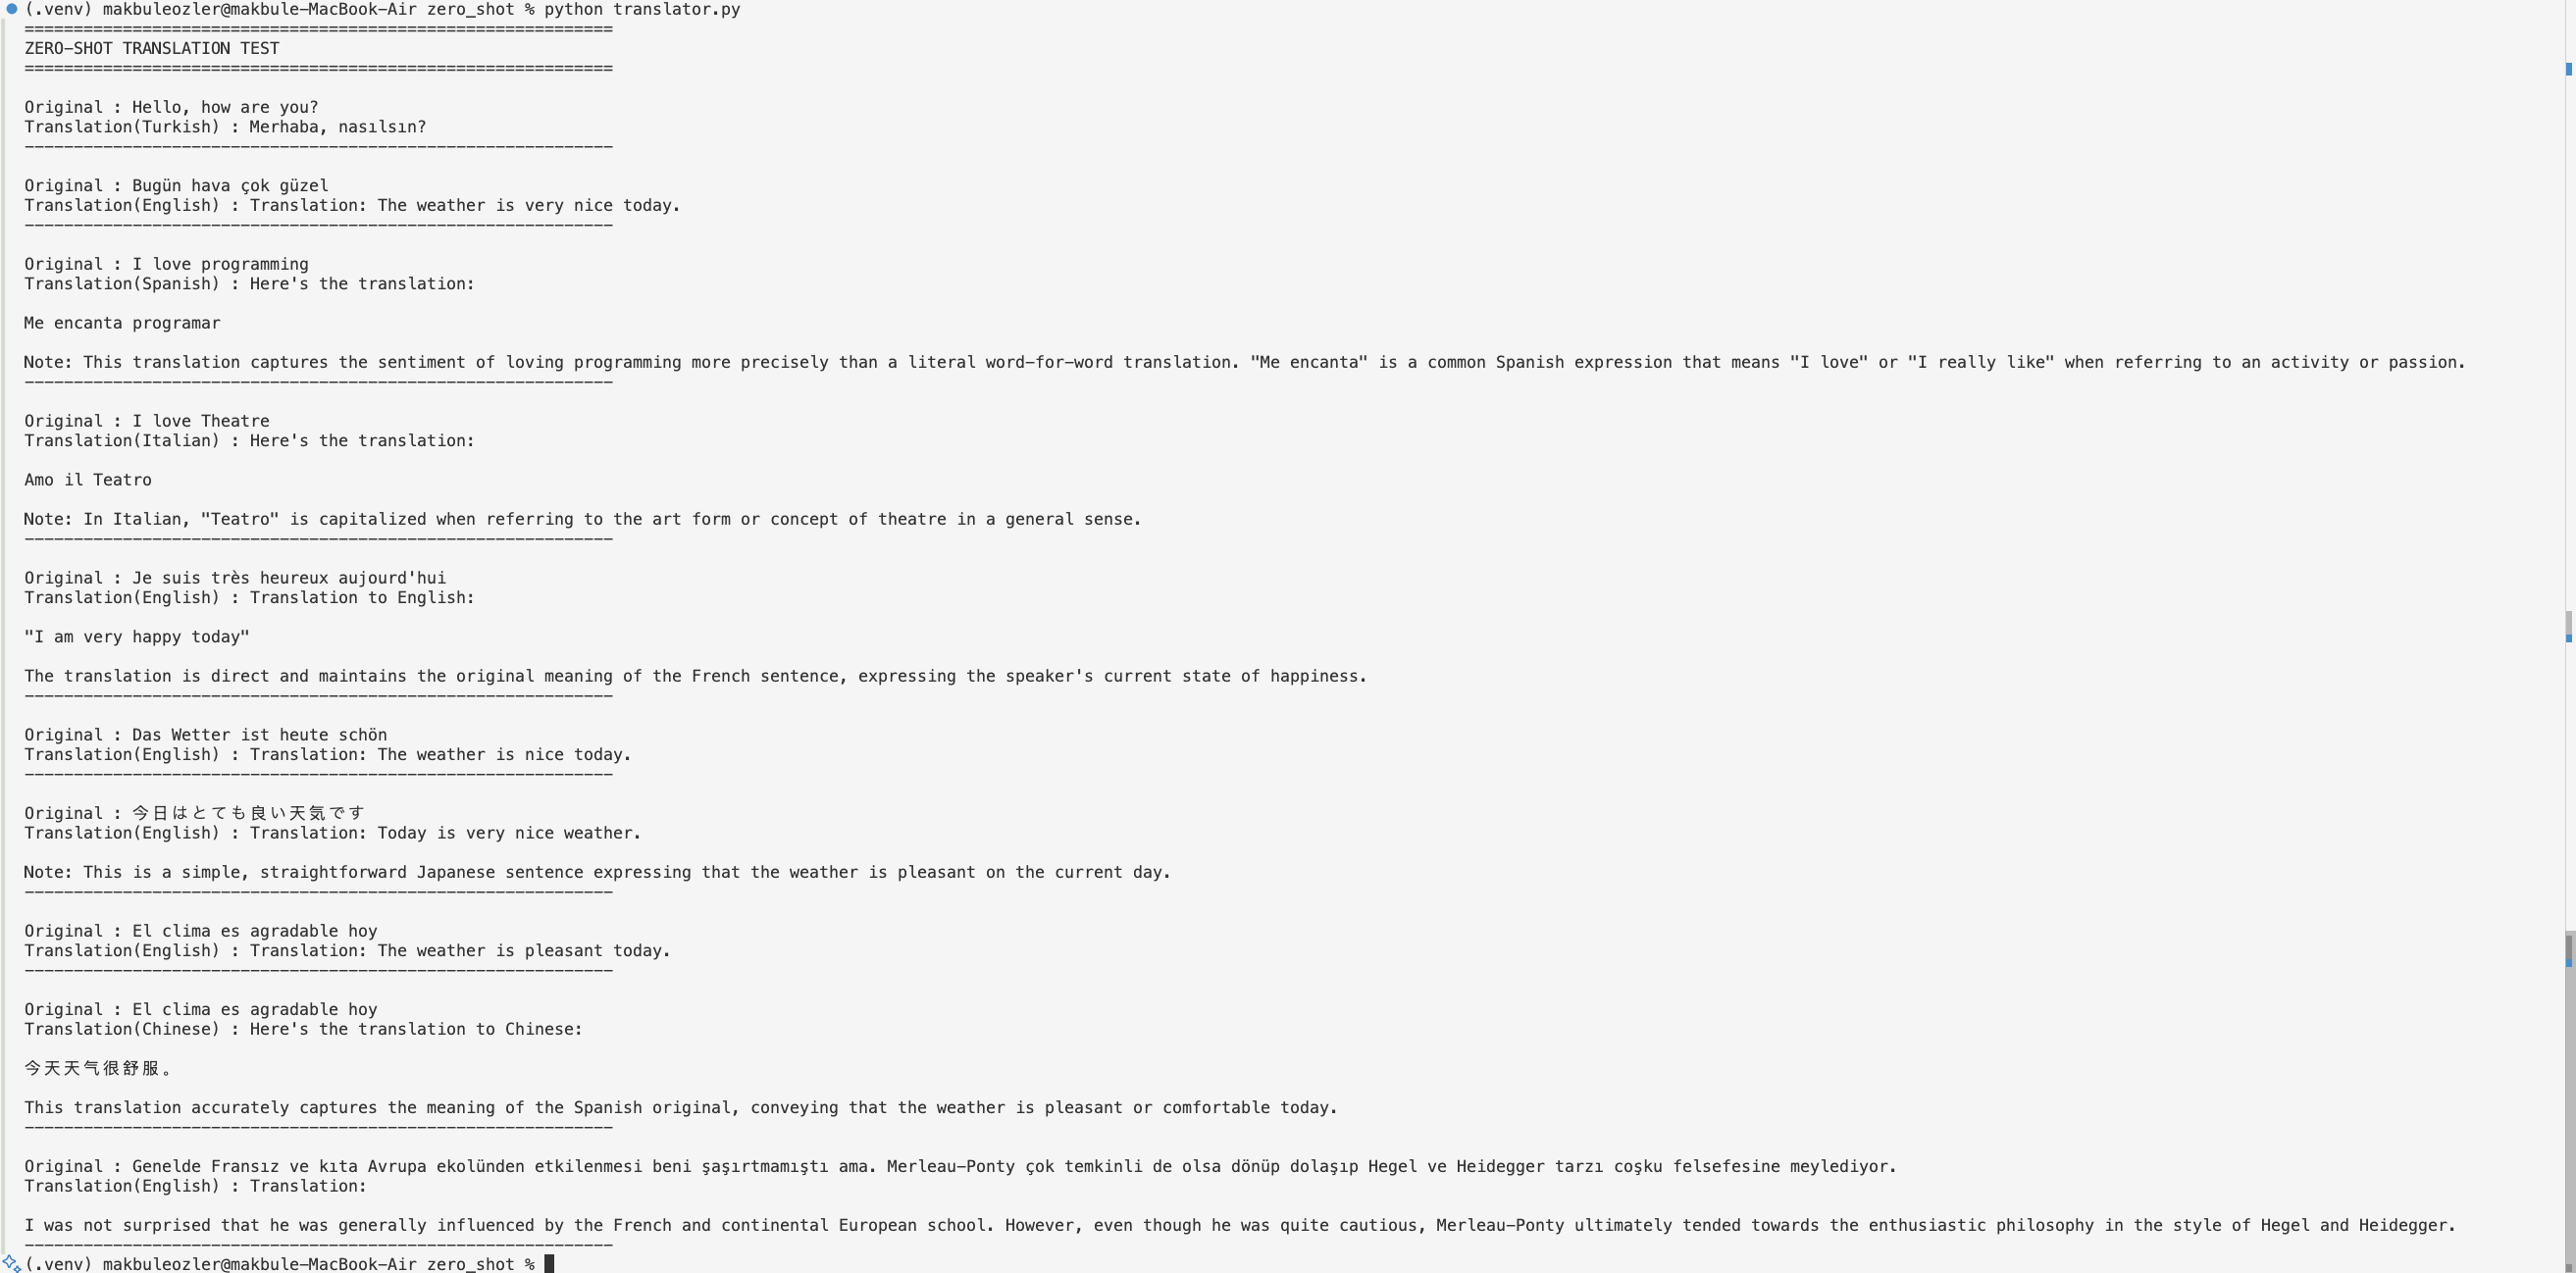 (.venv) makbuleozler@makbule-MacBook-Air zero_shot % python translator.py
============================================================
ZERO-SHOT TRANSLATION TEST
============================================================
Original : Hello, how are you?
Translation(Turkish) : Merhaba, nasılsın?
------------------------------------------------------------
Original : Bugün hava çok güzel
Translation(English) : Translation: The weather is very nice today.
------------------------------------------------------------
Original : I love programming
Translation(Spanish) : Here's the translation:
Me encanta programar
Note: This translation captures the sentiment of loving programming more precisely than a literal word-for-word translation. "Me encanta" is a common Spanish expression that means "I love" or "I really like" when referring to an activity or passion.
------------------------------------------------------------
Original : I love Theatre
Translation(Italian) : Here's the translation:
Amo il Teatro
Note: In Italian, "Teatro" is capitalized when referring to the art form or concept of theatre in a general sense.
------------------------------------------------------------
Original : Je suis très heureux aujourd'hui
Translation(English) : Translation to English:
"I am very happy today"
The translation is direct and maintains the original meaning of the French sentence, expressing the speaker's current state of happiness.
------------------------------------------------------------
Original : Das Wetter ist heute schön
Translation(English) : Translation: The weather is nice today.
------------------------------------------------------------
Original : 今日はとても良い天気です
Translation(English) : Translation: Today is very nice weather.
Note: This is a simple, straightforward Japanese sentence expressing that the weather is pleasant on the current day.
------------------------------------------------------------
Original : El clima es agradable hoy
Translation(English) : Translation: The weather is pleasant today.
------------------------------------------------------------
Original : El clima es agradable hoy
Translation(Chinese) : Here's the translation to Chinese:
今天天气很舒服。
This translation accurately captures the meaning of the Spanish original, conveying that the weather is pleasant or comfortable today.
------------------------------------------------------------
Original : Genelde Fransız ve kıta Avrupa ekolünden etkilenmesi beni şaşırtmamıştı ama. Merleau-Ponty çok temkinli de olsa dönüp dolaşıp Hegel ve Heidegger tarzı coşku felsefesine meylediyor.
Translation(English) : Translation:
I was not surprised that he was generally influenced by the French and continental European school. However, even though he was quite cautious, Merleau-Ponty ultimately tended towards the enthusiastic philosophy in the style of Hegel and Heidegger.
------------------------------------------------------------
(.venv) makbuleozler@makbule-MacBook-Air zero_shot %